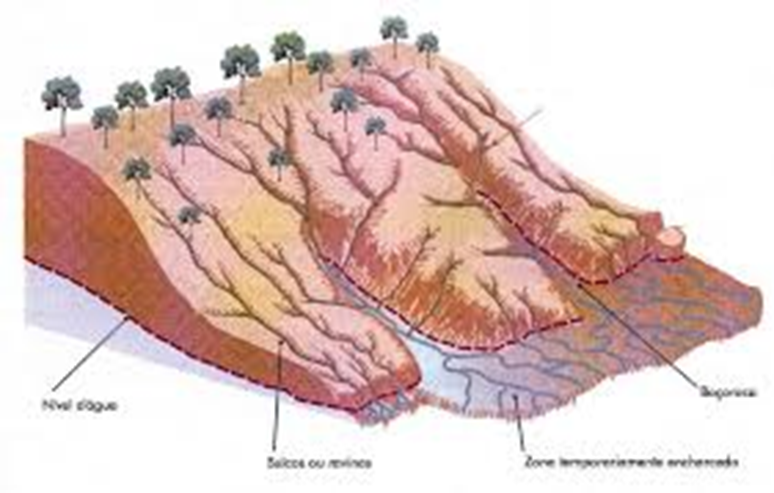 Nível d'água
Sulcos ou ravinas
Boçoroca
Zona temporariamente encharcada